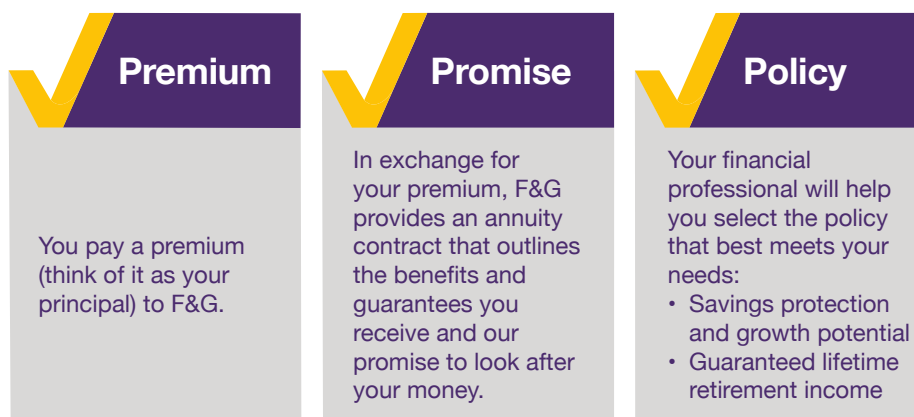 Premium
You pay a premium
(think of it as your
principal) to F&G.
Promise
In exchange for
your premium, F&G
provides an annuity
contract that outlines
the benefits and
guarantees you
receive and our
promise to look after
your money.
Policy
Your financial
professional will help
you select the policy
that best meets your
needs:
• Savings protection
and growth potential
• Guaranteed lifetime
retirement income